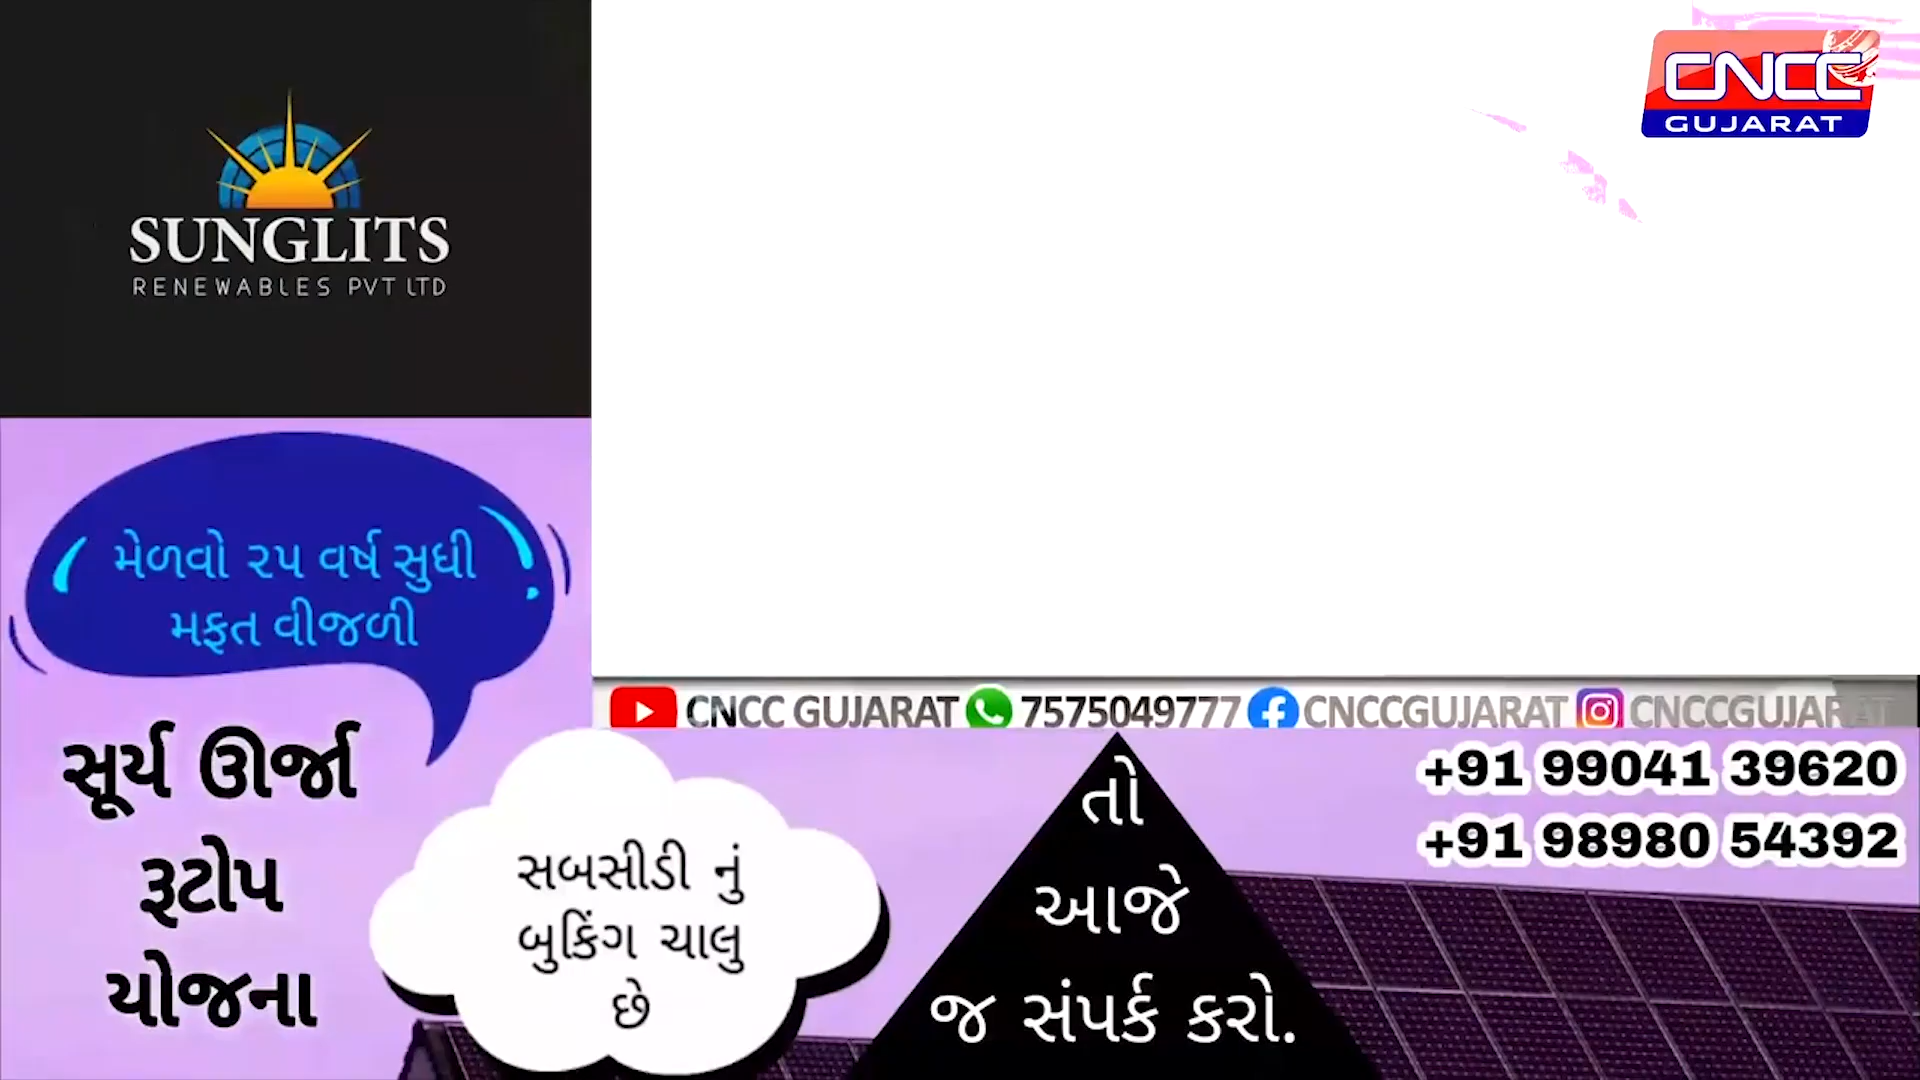 CNCC
GUJARAT
SUNGLITS
RENEWABLES PVT LTD
મેળવો ૨૫ વર્ષ સુધી
મફત વીજળી
સૂર્ય ઊર્જા
રૂટોપ
યોજના
CNCC GUJARAT 7575049777 CNCCGUJARAT CNCCGUJARAT
સબસીડી નું
બુકિંગ ચાલુ
છે
તો
આજે
જ સંપર્ક કરો.
+91 99041 39620
+91 98980 54392